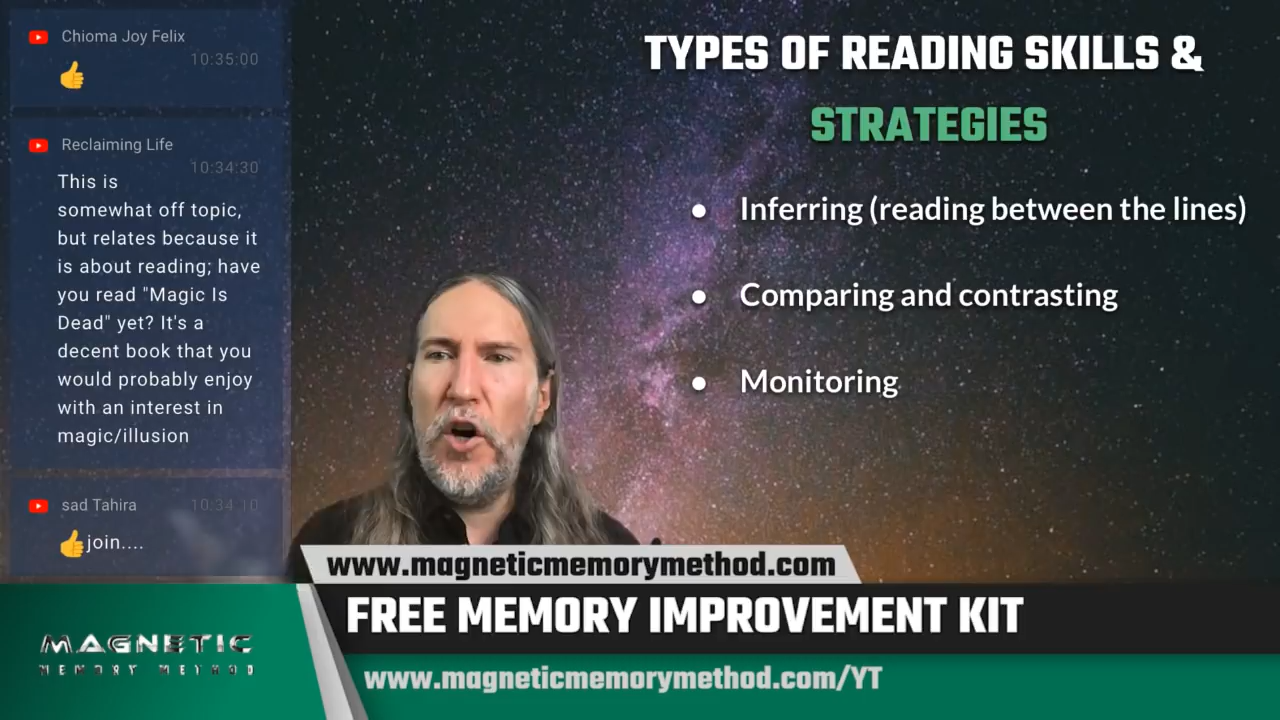 Chioma Joy Felix
10:35:00
👍
Reclaiming Life
10:34:30
This is
somewhat off topic,
but relates because it
is about reading; have
you read "Magic Is
Dead" yet? It's a
decent book that you
would probably enjoy
with an interest in
magic/illusion
sad Tahira 10:34:10
👍join....
TYPES OF READING SKILLS &
STRATEGIES
● Inferring (reading between the lines)
● Comparing and contrasting
● Monitoring
www.magneticmemorymethod.com
FREE MEMORY IMPROVEMENT KIT
www.magneticmemorymethod.com/YT
MAGNETIC
MEMORY METHOD